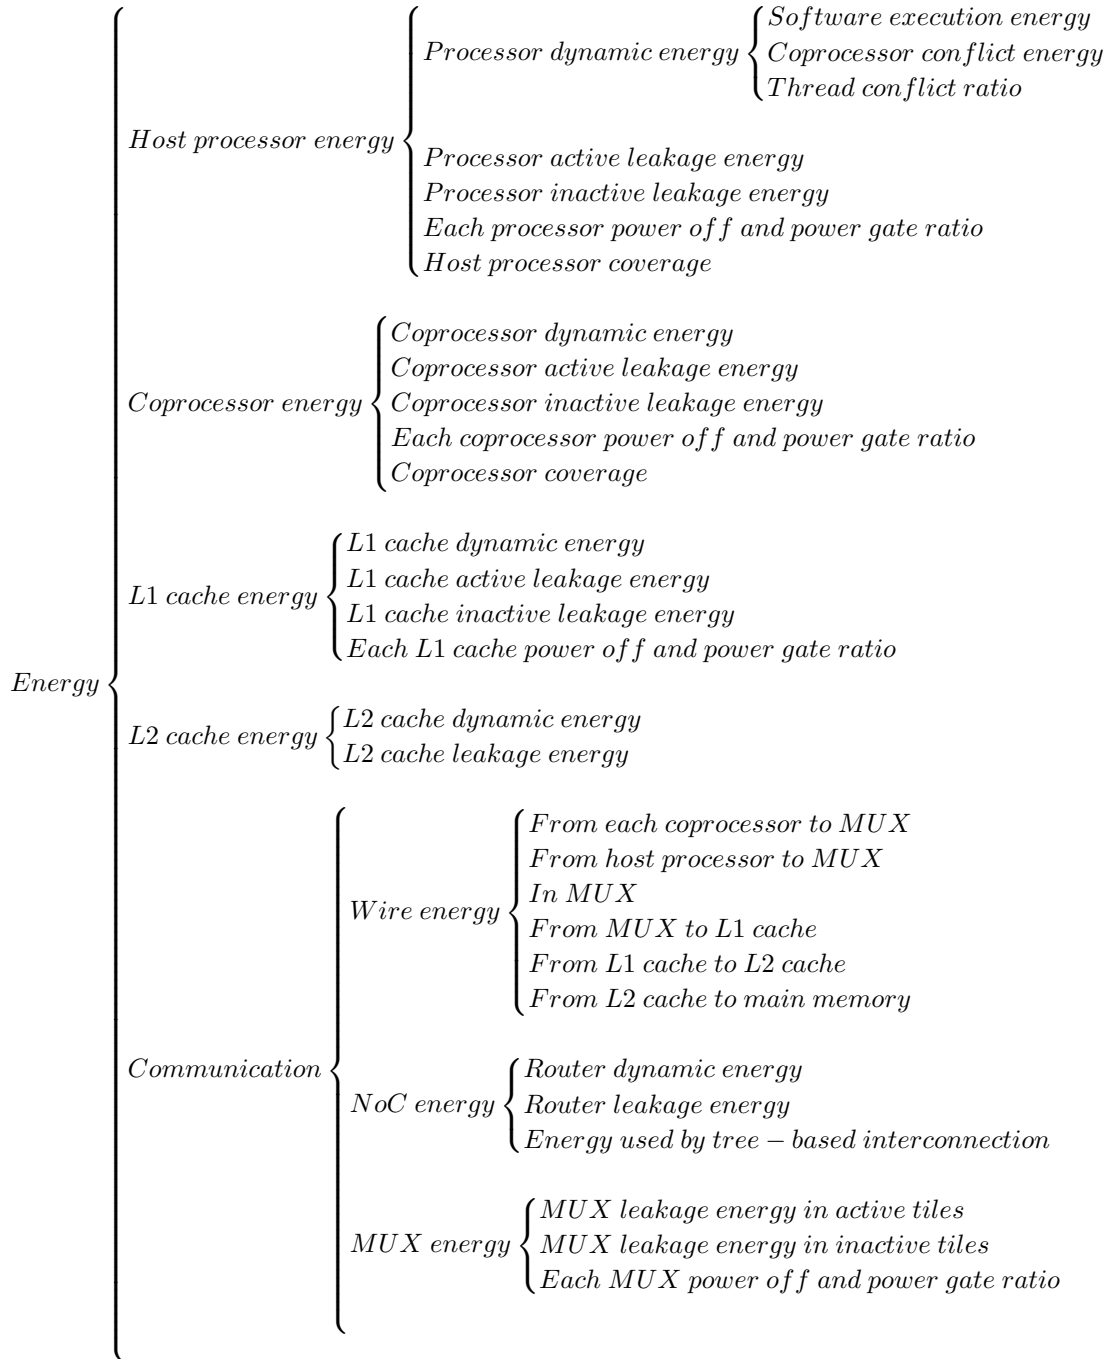 Software execution energy
Processor dynamic energy Coprocessor conflict energy
Thread conflict ratio
Host processor energy
Processor active leakage energy
Processor inactive leakage energy
Each processor power off and power gate ratio
Host processor coverage
Coprocessor dynamic energy
Coprocessor active leakage energy
Coprocessor energy Coprocessor inactive leakage energy
Each coprocessor power off and power gate ratio
Coprocessor coverage
L1 cache dynamic energy
L1 cache active leakage energy
L1 cache energy
L1 cache inactive leakage energy
Each L1 cache power off and power gate ratio
Energy
L2 cache dynamic energy
L2 cache energy
L2 cache leakage energy
From each coprocessor to MUX
From host processor to MUX
In MUX
Wire energy
From MUX to L1 cache
From L1 cache to L2 cache
From L2 cache to main memory
Communication
Router dynamic energy
NoC energy Router leakage energy
Energy used by tree − based interconnection
MUX leakage energy in active tiles
MUX energy MUX leakage energy in inactive tiles
Each MUX power off and power gate ratio